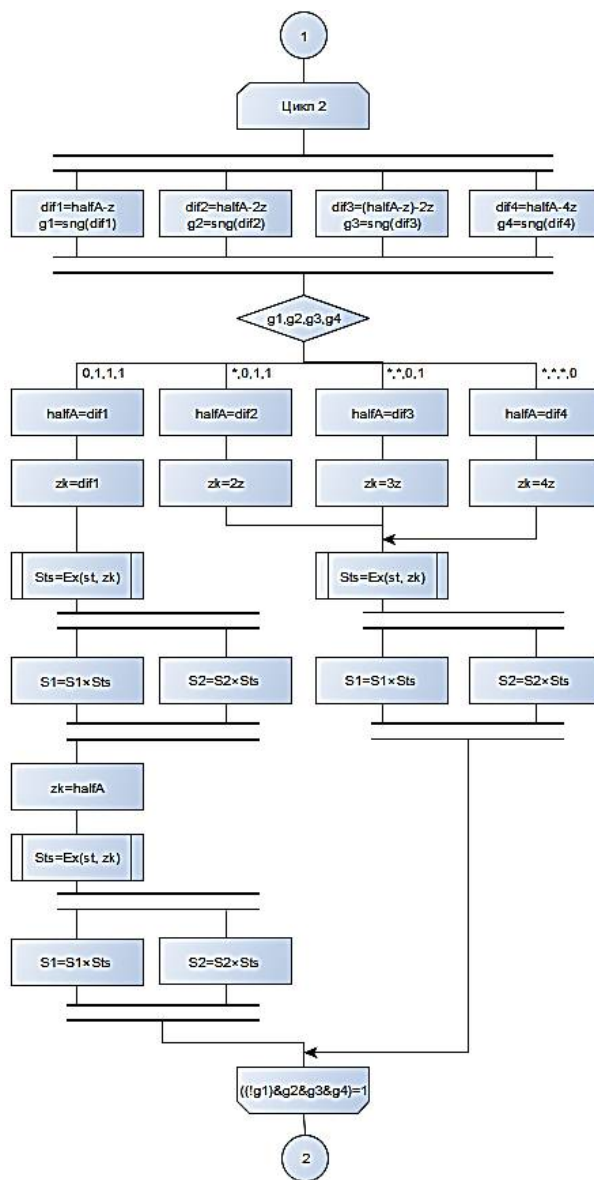 1
Цикл 2
dif1=halfA-z
g1=sng(dif1)
dif2=halfA-2z
g2=sng(dif2)
dif3=(halfA-z)-2z
g3=sng(dif3)
dif4=halfA-4z
g4=sng(dif4)
g1,g2,g3,g4
0,1,1,1
*,0,1,1
*,*,0,1
*,*,*,0
halfA=dif1
halfA=dif2
halfA=dif3
halfA=dif4
zk=dif1
zk=2z
zk=3z
zk=4z
Sts=Ex(st, zk)
Sts=Ex(st, zk)
S1=S1×Sts
S2=S2×Sts
S1=S1×Sts
S2=S2×Sts
zk=halfA
Sts=Ex(st, zk)
S1=S1×Sts
S2=S2×Sts
((!g1)&g2&g3&g4)=1
2